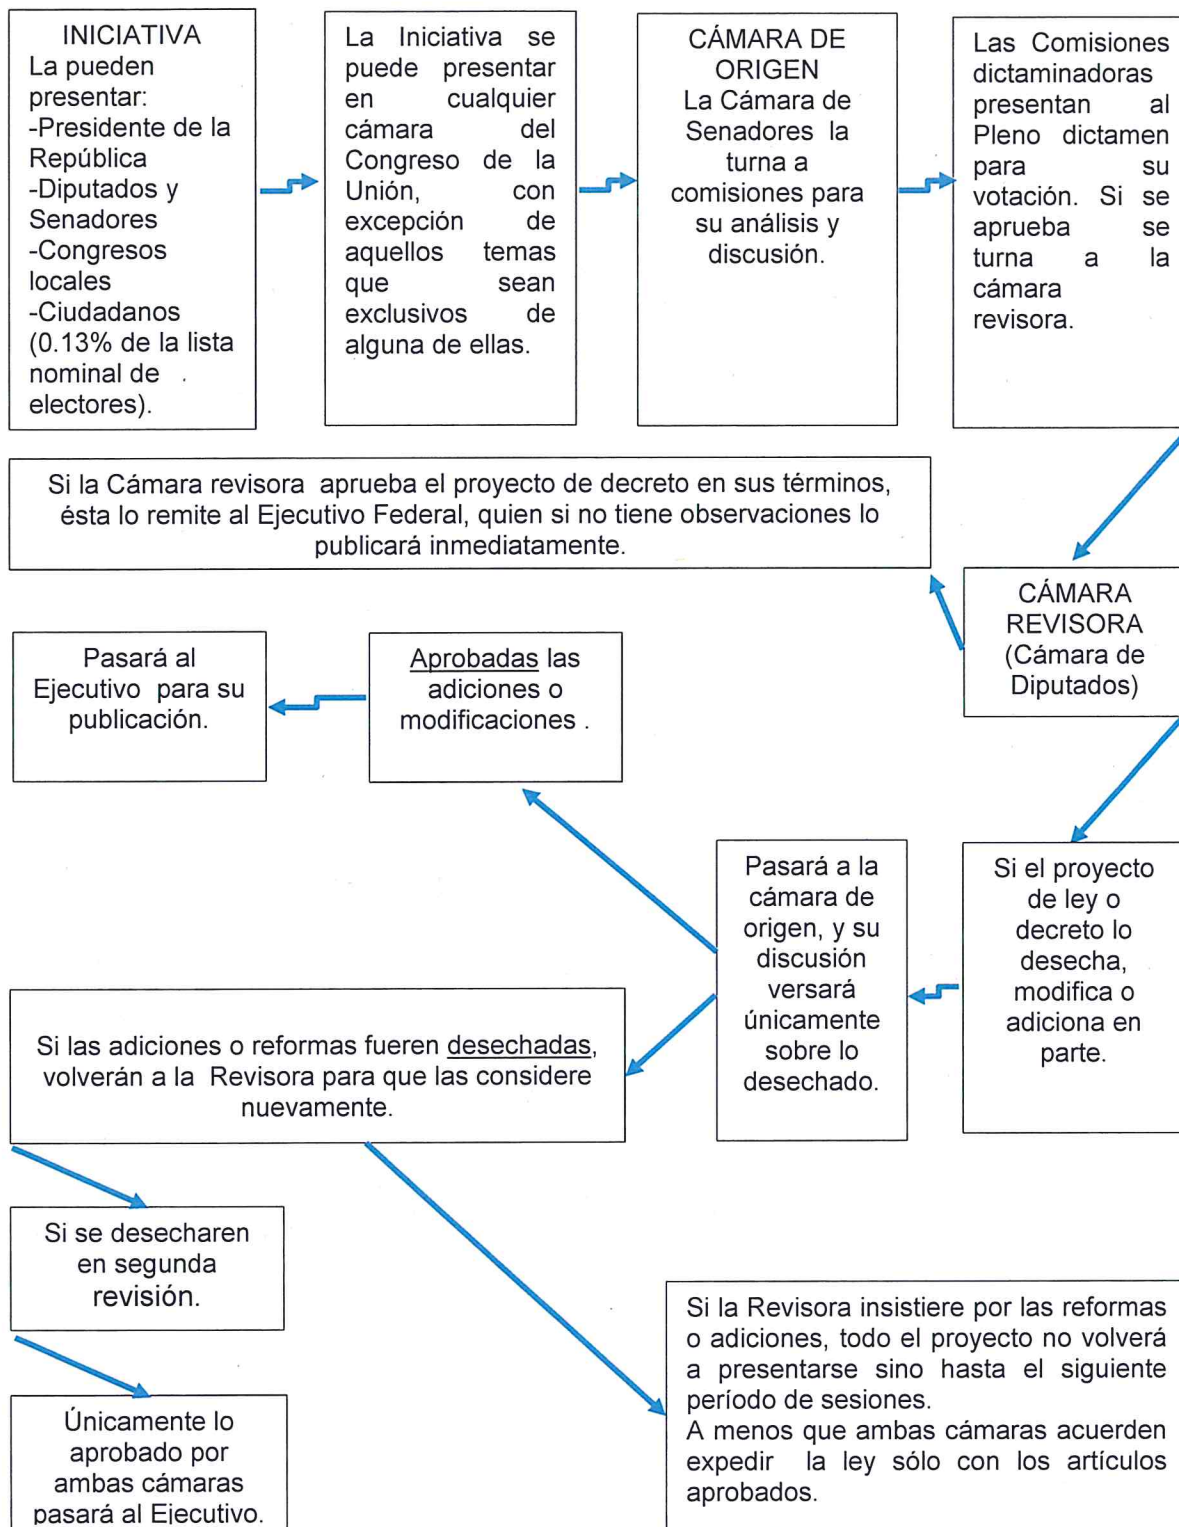 INICIATIVA
La pueden
presentar:
-Presidente de la
República
-Diputados y
Senadores
-Congresos
locales
-Ciudadanos
(0.13% de la lista
nominal de
electores).
La Iniciativa se
puede presentar
en cualquier
cámara del
Congreso de la
Unión, con
excepción de
aquellos temas
que sean
exclusivos de
alguna de ellas.
CÁMARA DE
ORIGEN
La Cámara de
Senadores la
turna a
comisiones para
su análisis y
discusión.
Las Comisiones
dictaminadoras
presentan al
Pleno dictamen
para su
votación. Si se
aprueba se
turna a la
cámara
revisora.
Si la Cámara revisora aprueba el proyecto de decreto en sus términos,
ésta lo remite al Ejecutivo Federal, quien si no tiene observaciones lo
publicará inmediatamente.
CÁMARA
REVISORA
(Cámara de
Diputados)
Pasará al
Ejecutivo para su
publicación.
Aprobadas las
adiciones o
modificaciones .
Pasará a la
cámara de
origen, y su
discusión
versará
únicamente
sobre lo
desechado.
Si el proyecto
de ley o
decreto lo
desecha,
modifica o
adiciona en
parte.
Si las adiciones o reformas fueren desechadas,
volverán a la Revisora para que las considere
nuevamente.
Si se desecharen
en segunda
revisión.
Únicamente lo
aprobado por
ambas cámaras
pasará al Ejecutivo.
Si la Revisora insistiere por las reformas
o adiciones, todo el proyecto no volverá
a presentarse sino hasta el siguiente
período de sesiones.
A menos que ambas cámaras acuerden
expedir la ley sólo con los artículos
aprobados.